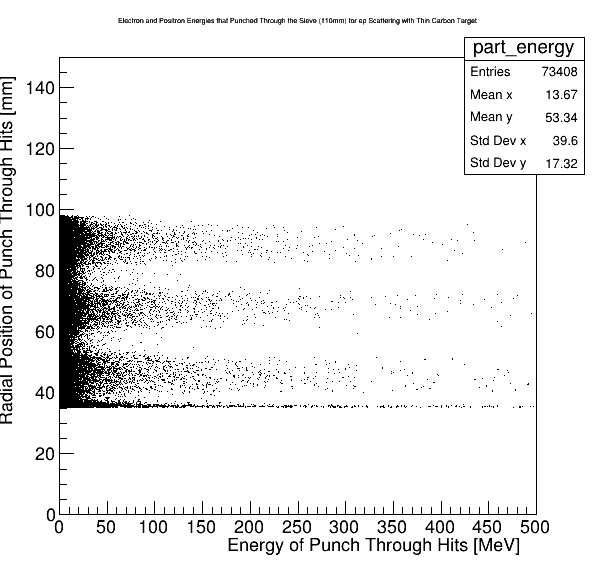 Electron and Positron Energies that Punched Through the Sieve (110mm) for ep Scattering with Thin Carbon Target
part_energy
Entries 73408
Mean x 13.67
Mean y 53.34
Std Dev x 39.6
Std Dev y 17.32
Radial Position of Punch Through Hits [mm]
140
120
100
80
60
40
20
0
0 50 100 150 200 250 300 350 400 450 500
Energy of Punch Through Hits [MeV]